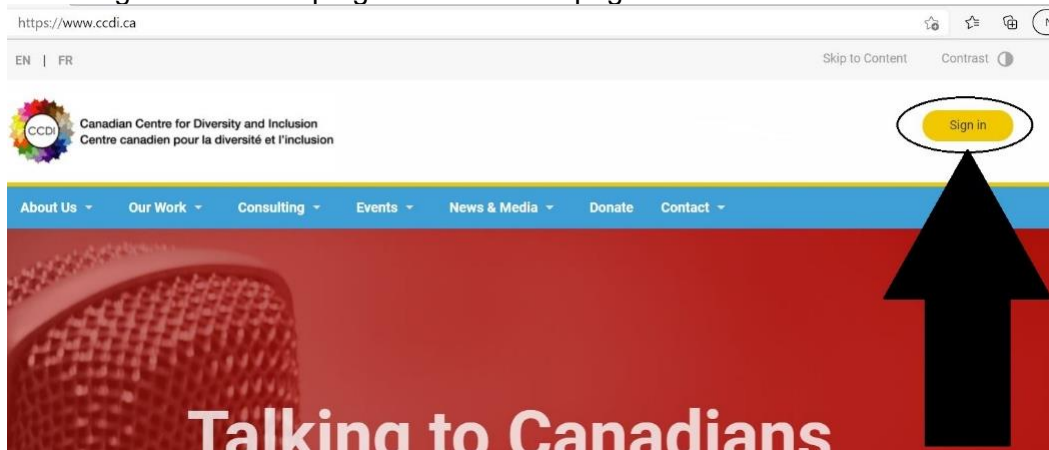 https://www.ccdi.ca
EN | FR
Skip to Content Contrast
CCDI
Canadian Centre for Diversity and Inclusion
Centre canadien pour la diversité et l'inclusion
Sign in
About Us Our Work Consulting Events News & Media Donate Contact
Talking to Canadians